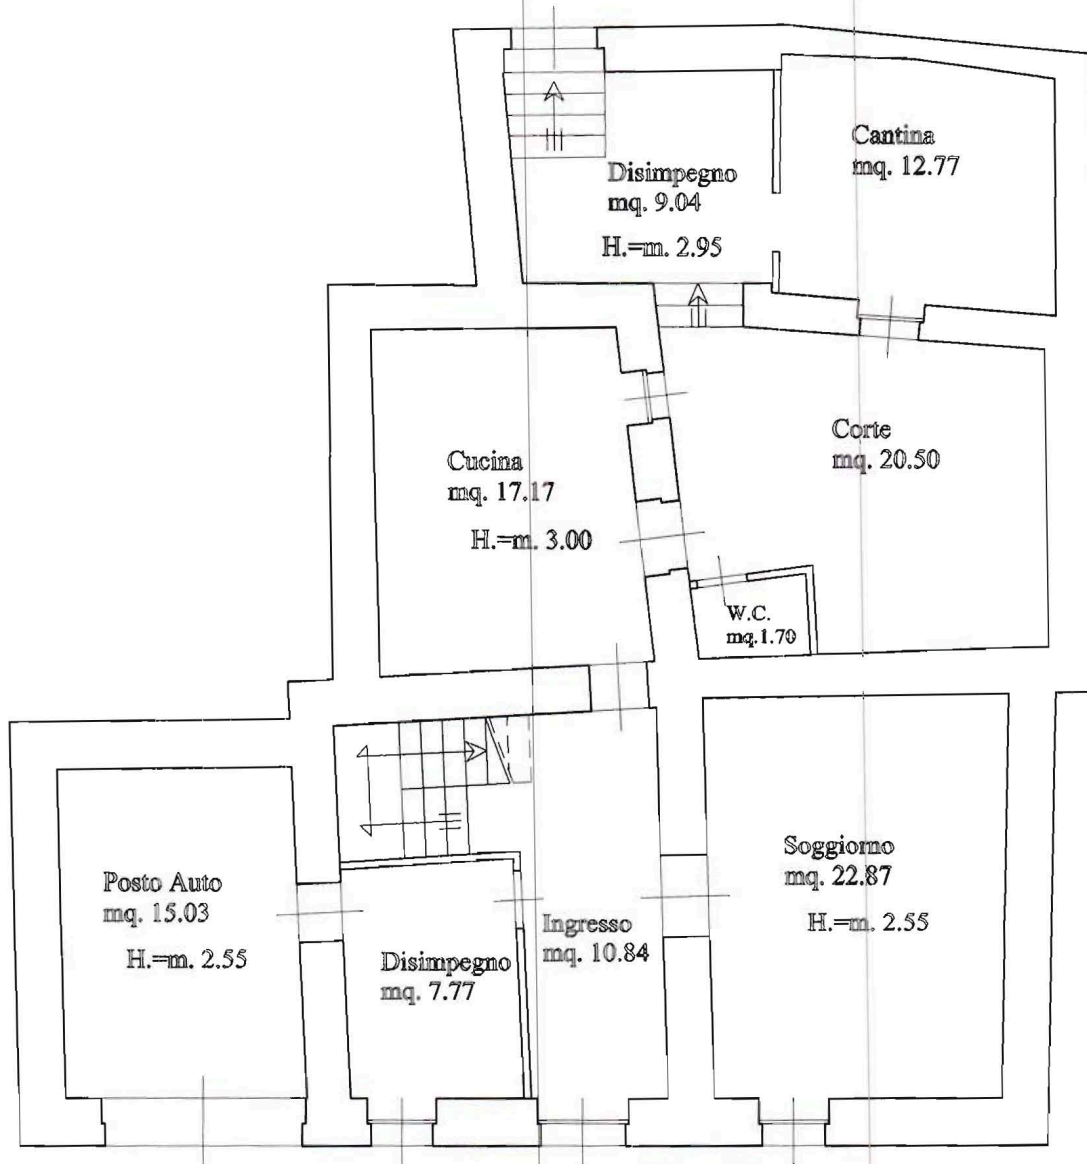 Cantina
mq. 12.77
Disimpegno
mq. 9.04
H.=m. 2.95
Corte
mq. 20.50
Cucina
mq. 17.17
H.=m. 3.00
W.C.
mq.1.70
Soggiorno
mq. 22.87
H.=m. 2.55
Posto Auto
mq. 15.03
H.=m. 2.55
Ingresso
mq. 10.84
Disimpegno
mq. 7.77